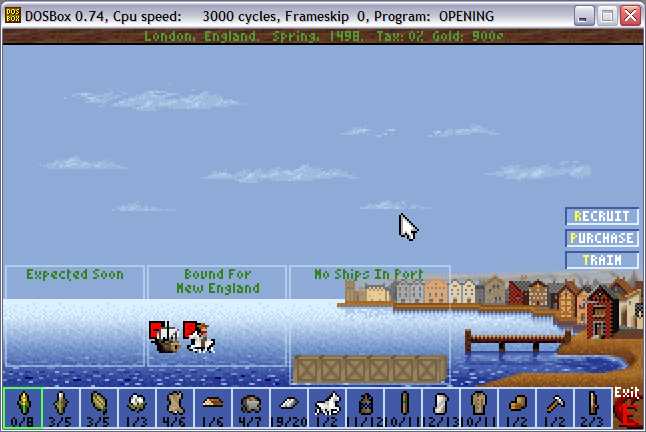 DOSBox 0.74, Cpu speed: 3000 cycles, Frameskip 0, Program: OPENING
London, England. Spring, 1498. Tax: 0% Gold: 900¢
RECRUIT
PURCHASE
TRAIN
Expected Soon
Bound For
New England
No Ships In Port
Exit
0/8 3/5 3/5 1/3 4/6 1/6 4/7 19/20 1/2 11/12 10/11 12/13 10/11 1/2 1/2 2/3
E